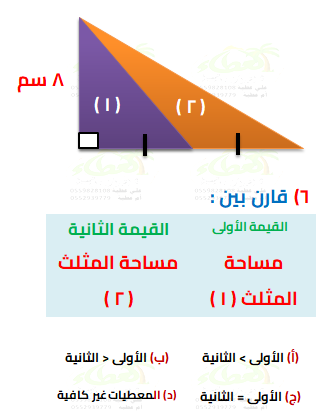 ٨ سم
(١)
(٢)
٦) قارن بين :
القيمة الأولى
القيمة الثانية
مساحة المثلث (١)
مساحة المثلث (٢)
(أ) الأولى > الثانية
(ب) الأولى < الثانية
(ج) الأولى = الثانية
(د) المعطيات غير كافية